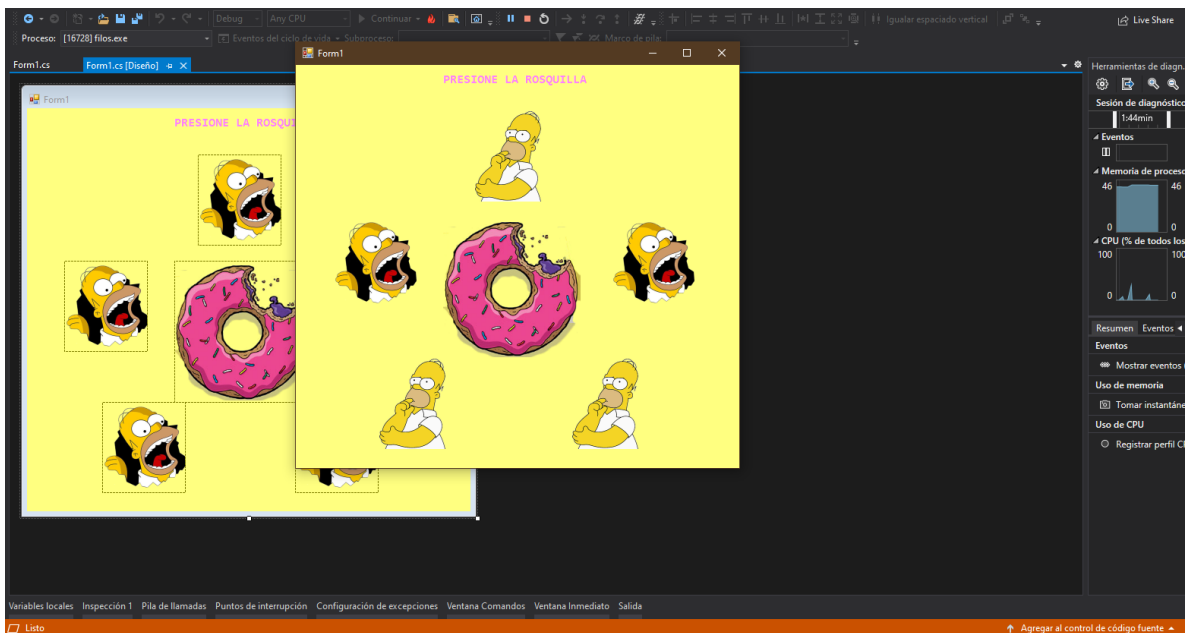 Debug Any CPU Continuar Igualar espaciado vertical Live Share
Proceso: [16728] filos.exe Eventos del ciclo de vida Subproceso: Marco de pila:
Form1.cs Form1.cs [Diseño]
Form1
PRESIONE LA ROSQUI
Form1
PRESIONE LA ROSQUILLA
Herramientas de diagn.
Sesión de diagnóstico
1:44min
Eventos
Memoria de proceso
46 46
0 0
CPU (% de todos los
100 100
0 0
Resumen Eventos
Eventos
Mostrar eventos
Uso de memoria
Tomar instantáne
Uso de CPU
Registrar perfil CI
Variables locales Inspección 1 Pila de llamadas Puntos de interrupción Configuración de excepciones Ventana Comandos Ventana Inmediato Salida
Listo Agregar al control de código fuente